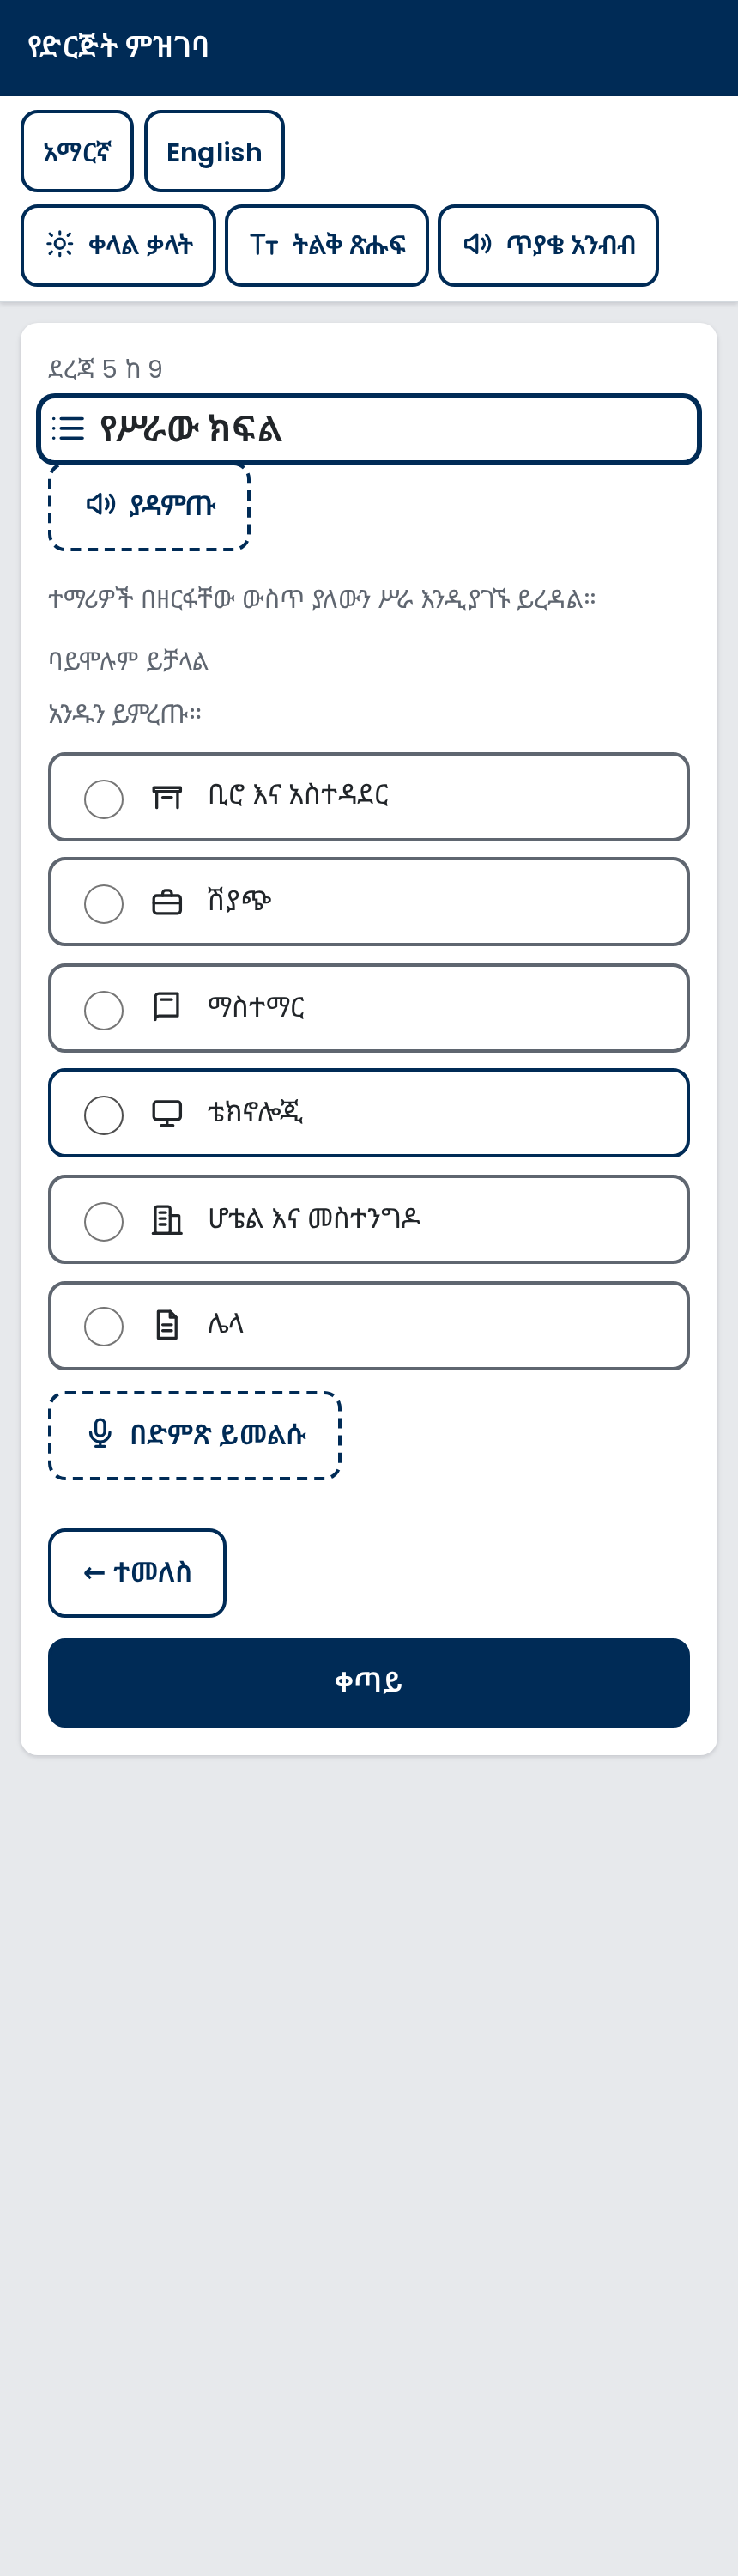 የድርጅት ምዝገባ
አማርኛ
English
ቀላል ቃላት
ትልቅ ጽሑፍ
ጥያቄ አንብብ
ደረጃ 5 ከ 9
የሥራው ክፍል
ያዳምጡ
ተማሪዎች በዘርፋቸው ውስጥ ያለውን ሥራ እንዲያገኙ ይረዳል።
ባይሞሉም ይቻላል
አንዱን ይምረጡ።
ቢሮ እና አስተዳደር
ሽያጭ
ማስተማር
ቴክኖሎጂ
ሆቴል እና መስተንግዶ
ሌላ
በድምጽ ይመልሱ
← ተመለስ
ቀጣይ